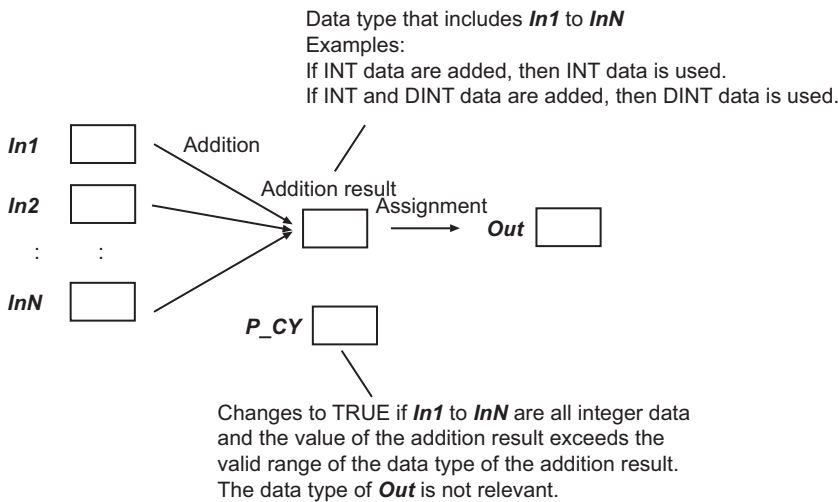 Data type that includes In1 to InN
Examples:
If INT data are added, then INT data is used.
If INT and DINT data are added, then DINT data is used.
In1
Addition
In2
Addition result
Assignment
Out
: :
InN
P_CY
Changes to TRUE if In1 to InN are all integer data
and the value of the addition result exceeds the
valid range of the data type of the addition result.
The data type of Out is not relevant.